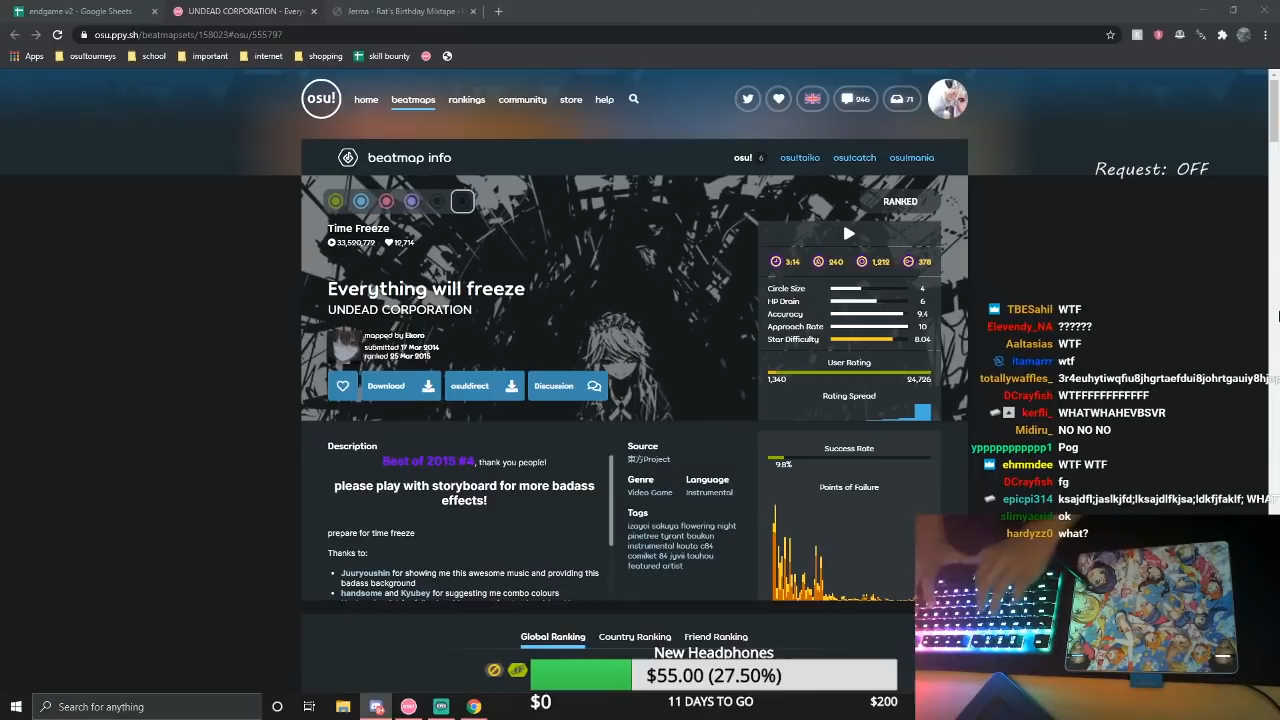 endgame v2 - Google Sheets
UNDEAD CORPORATION - Every
Jerma - Rat's Birthday Mixtape -
osu.ppy.sh/beatmapsets/158023#osu/555797
Apps
osutourneys
school
important
internet
shopping
skill bounty
osu!
home
beatmaps
rankings
community
store
help
246
71
beatmap info
osu! 6
osu!taiko
osu!catch
osu!mania
Request: OFF
RANKED
Time Freeze
33,520,772 19,714
3:14 240 1,212 378
Everything will freeze
UNDEAD CORPORATION
Circle Size 4
HP Drain 6
Accuracy 9.4
Approach Rate 10
Star Difficulty 8.04
mapped by Ekoro
submitted 17 Mar 2014
ranked 25 Mar 2015
User Rating
1,340 24,726
Download
osu!direct
Discussion
Rating Spread
Description
Best of 2015 #4, thank you people!
please play with storyboard for more badass
effects!
prepare for time freeze
Thanks to:
Juuryoushin for showing me this awesome music and providing this
badass background
handsome and Kyubey for suggesting me combo colours
Source
東方Project
Genre
Video Game
Language
Instrumental
Tags
izayoi sakuya flowering night
pinetree tyrant boukun
instrumental kouta c84
comiket 84 jyvii touhou
featured artist
Success Rate
9.8%
Points of Failure
TBESahil WTF
Elevendy_NA ??????
Aaltasias WTF
itamarrr wtf
totallywaffles_ 3r4euhytiwqfiu8jhgrtaefdui8johrtgauiy8hj
DCrayfish WTFFFFFFFFFFF
kerfli_ WHATWHAHEVBSVR
Midiru_ NO NO NO
ypppppppppp1 Pog
ehmmdee WTF WTF
DCrayfish fg
epicpi314 ksajdfl;jaslkjfd;lksajdlfkjsa;ldkfjfaklf; WHAT
slimyacrid ok
hardyzz0 what?
Global Ranking
Country Ranking
Friend Ranking
New Headphones
$55.00 (27.50%)
$0
11 DAYS TO GO
$200
Search for anything